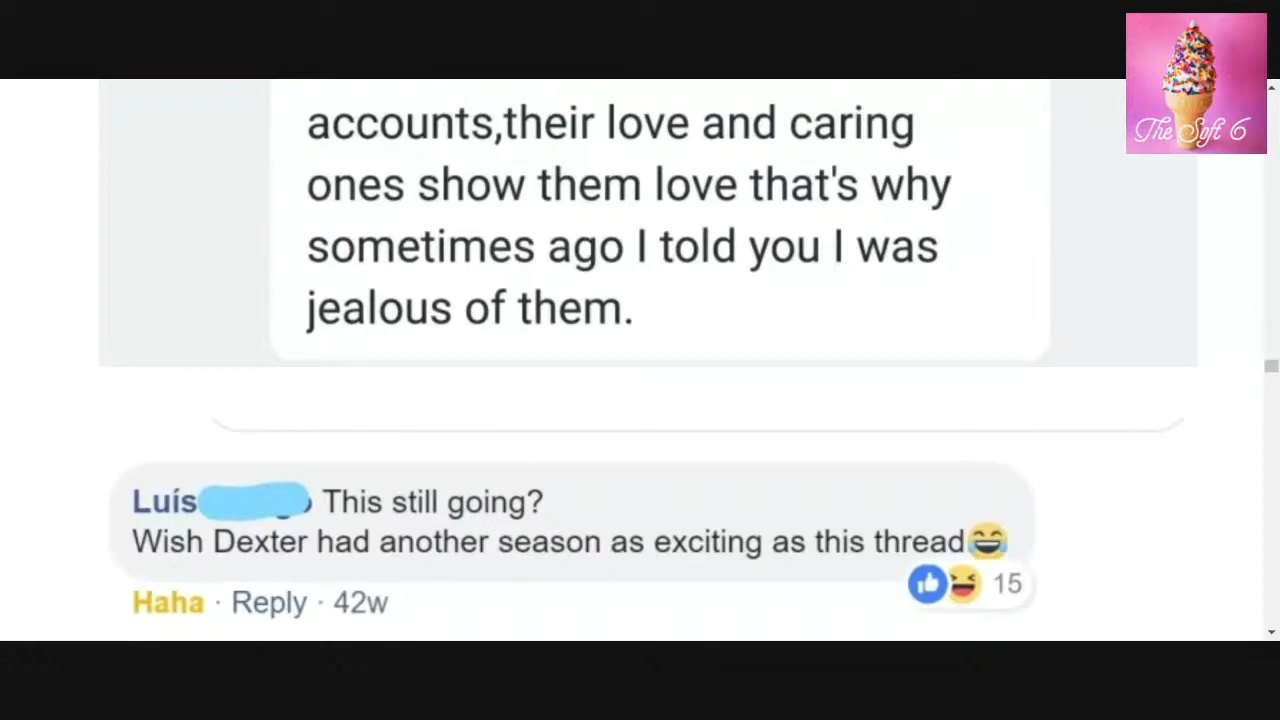 accounts,their love and caring
ones show them love that's why
sometimes ago I told you I was
jealous of them.
The Soft 6
Luís This still going?
Wish Dexter had another season as exciting as this thread😂
Haha · Reply · 42w
15